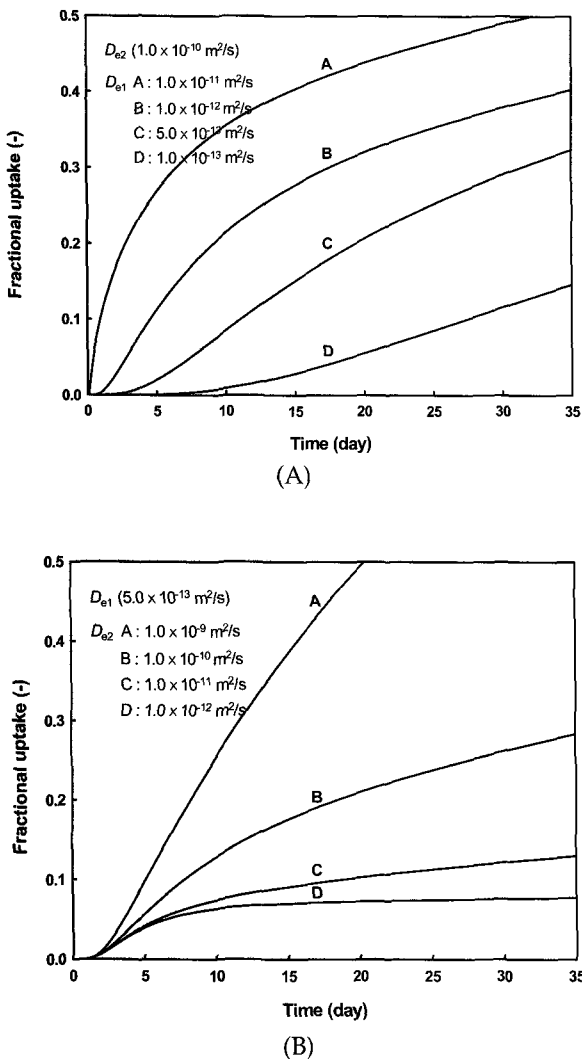 0.5
D_e2 (1.0 x 10^-10 m²/s)
D_e1 A : 1.0 x 10^-11 m²/s
B : 1.0 x 10^-12 m²/s
C : 5.0 x 10^-13 m²/s
D : 1.0 x 10^-13 m²/s
A
B
C
D
0.4
0.3
0.2
0.1
0.0
Fractional uptake (-)
0 5 10 15 20 25 30 35
Time (day)
(A)
0.5
D_e1 (5.0 x 10^-13 m²/s)
D_e2 A : 1.0 x 10^-9 m²/s
B : 1.0 x 10^-10 m²/s
C : 1.0 x 10^-11 m²/s
D : 1.0 x 10^-12 m²/s
A
B
C
D
0.4
0.3
0.2
0.1
0.0
Fractional uptake (-)
0 5 10 15 20 25 30 35
Time (day)
(B)